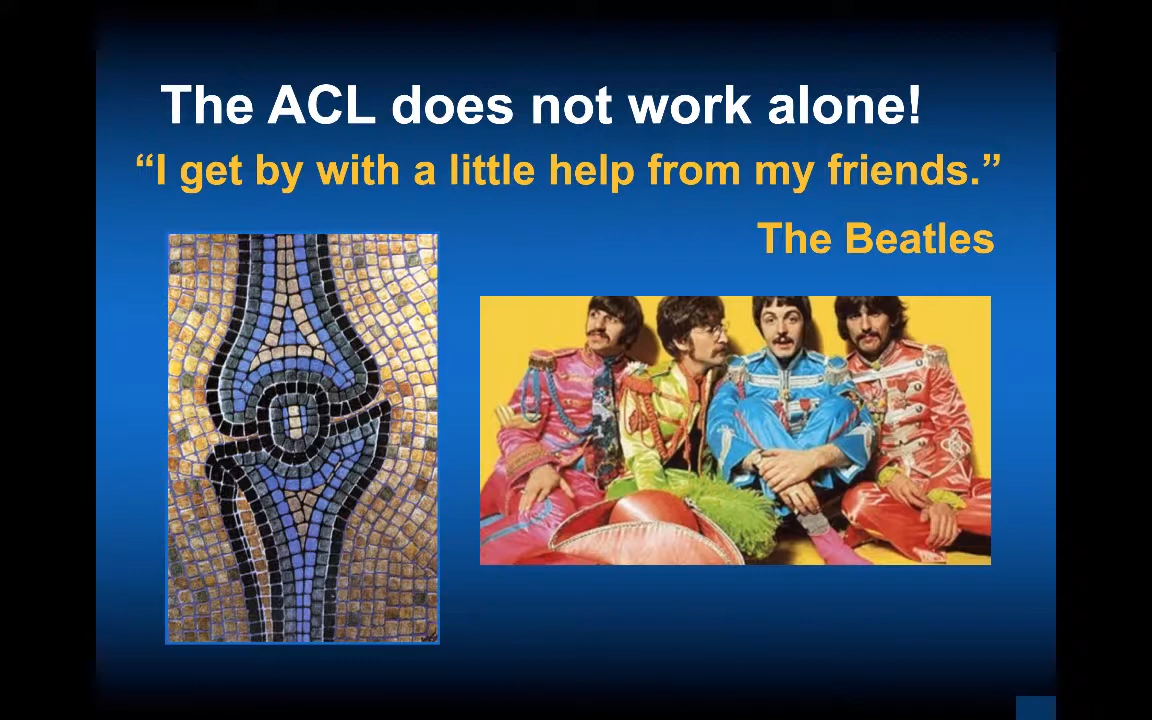 The ACL does not work alone!
“I get by with a little help from my friends.”
The Beatles